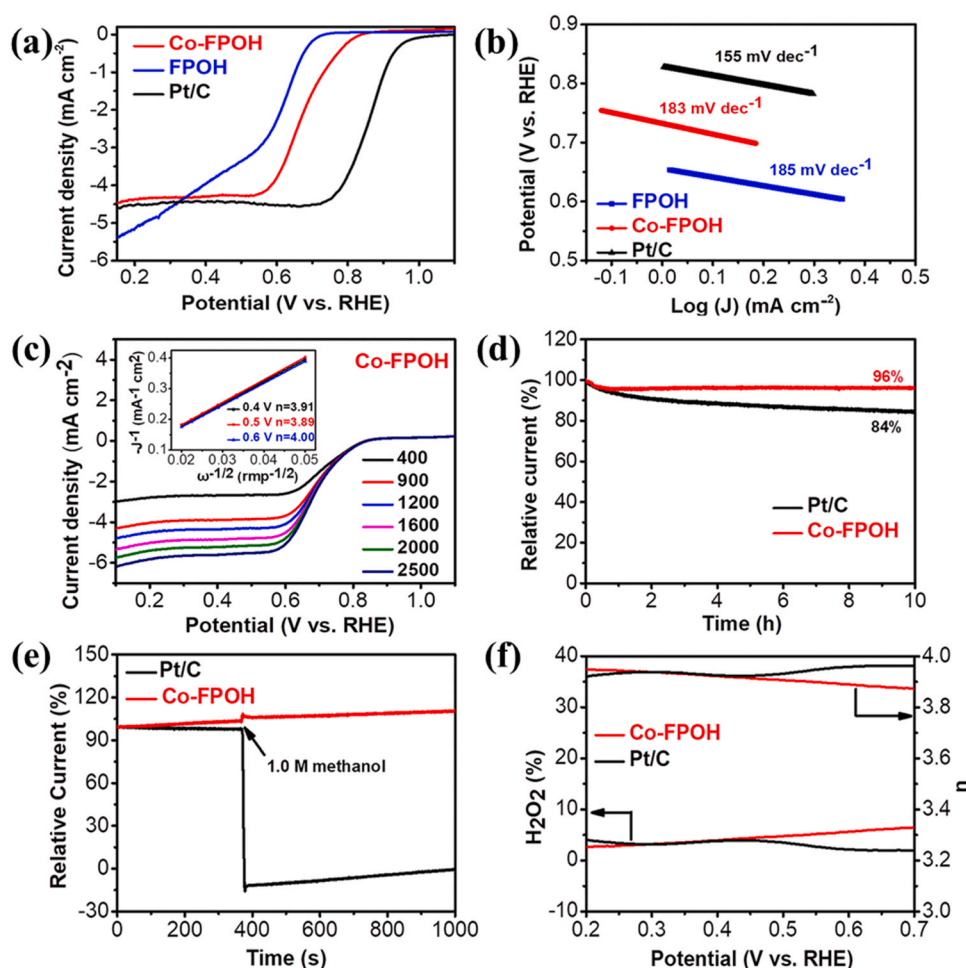 (a)
Co-FPOH
FPOH
Pt/C
Current density (mA cm-2)
0
-1
-2
-3
-4
-5
-6
0.2 0.4 0.6 0.8 1.0
Potential (V vs. RHE)
(b)
155 mV dec-1
183 mV dec-1
185 mV dec-1
FPOH
Co-FPOH
Pt/C
Potential (V vs. RHE)
0.9
0.8
0.7
0.6
0.5
-0.1 0.0 0.1 0.2 0.3 0.4 0.5
Log (J) (mA cm-2)
(c)
Co-FPOH
Current density (mA cm-2)
4
2
0
-2
-4
-6
-J-1 (mA-1 cm2)
0.4
0.3
0.2
0.1
0.4 V n=3.91
0.5 V n=3.89
0.6 V n=4.00
0.02 0.03 0.04 0.05
ω-1/2 (rmp-1/2)
400
900
1200
1600
2000
2500
0.2 0.4 0.6 0.8 1.0
Potential (V vs. RHE)
(d)
96%
84%
Pt/C
Co-FPOH
Relative current (%)
120
100
80
60
40
20
0
0 2 4 6 8 10
Time (h)
(e)
Pt/C
Co-FPOH
1.0 M methanol
Relative Current (%)
150
110
90
50
0
-30
0 200 400 600 800 1000
Time (s)
(f)
Co-FPOH
Pt/C
H2O2 (%)
40
35
30
25
20
15
10
5
0
-10
n
4.0
3.8
3.6
3.4
3.2
3.0
0.2 0.3 0.4 0.5 0.6 0.7
Potential (V vs. RHE)